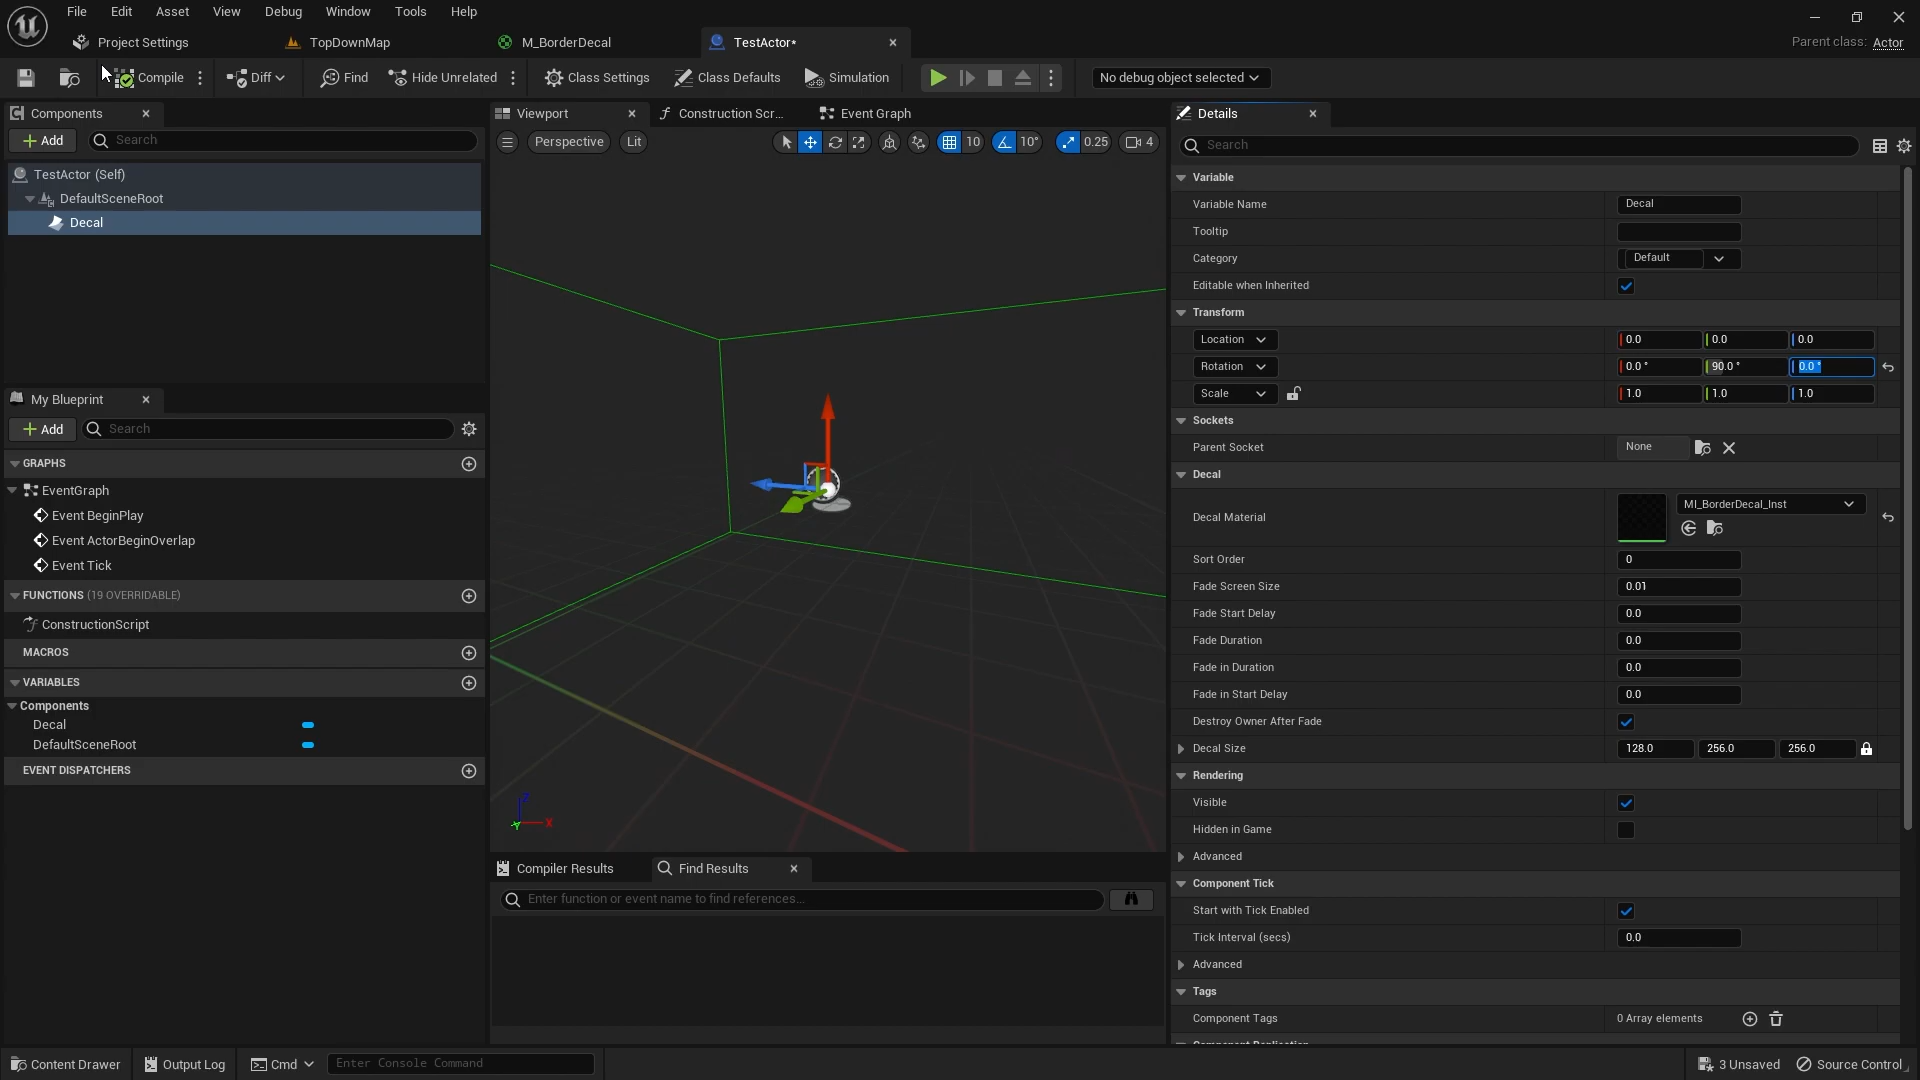 File Edit Asset View Debug Window Tools Help
Project Settings TopDownMap M_BorderDecal TestActor* Parent class: Actor
Compile Diff Find Hide Unrelated Class Settings Class Defaults Simulation No debug object selected
Components
Add Search
TestActor (Self)
DefaultSceneRoot
Decal
My Blueprint
Add Search
GRAPHS
EventGraph
Event BeginPlay
Event ActorBeginOverlap
Event Tick
FUNCTIONS (19 OVERRIDABLE)
ConstructionScript
MACROS
VARIABLES
Components
Decal
DefaultSceneRoot
EVENT DISPATCHERS
Viewport Construction Scr... Event Graph
Perspective Lit 10 10° 0.25 4
Z
X
Y
Compiler Results Find Results
Enter function or event name to find references...
Details
Search
Variable
Variable Name Decal
Tooltip
Category Default
Editable when Inherited
Transform
Location 0.0 0.0 0.0
Rotation 0.0 ° 90.0 ° 0.0 °
Scale 1.0 1.0 1.0
Sockets
Parent Socket None
Decal
Decal Material MI_BorderDecal_Inst
Sort Order 0
Fade Screen Size 0.01
Fade Start Delay 0.0
Fade Duration 0.0
Fade in Duration 0.0
Fade in Start Delay 0.0
Destroy Owner After Fade
Decal Size 128.0 256.0 256.0
Rendering
Visible
Hidden in Game
Advanced
Component Tick
Start with Tick Enabled
Tick Interval (secs) 0.0
Advanced
Tags
Component Tags 0 Array elements
Component Replication
Content Drawer Output Log Cmd Enter Console Command 3 Unsaved Source Control